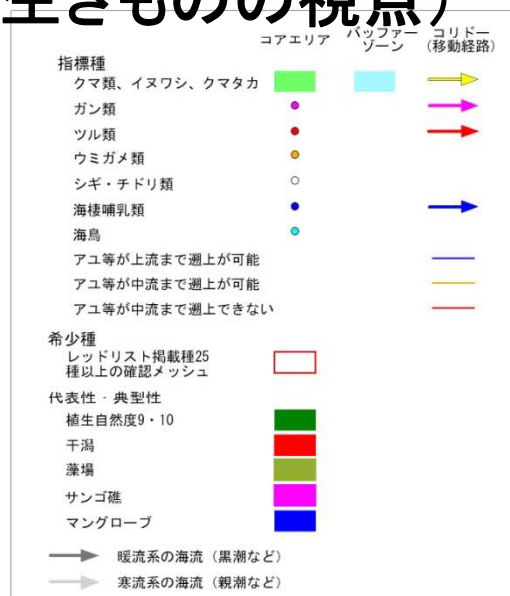 生きものの視点）
コアエリア
バッファー
ゾーン
コリドー
(移動経路)
指標種
クマ類、イヌワシ、クマタカ
ガン類
ツル類
ウミガメ類
シギ・チドリ類
海棲哺乳類
海鳥
アユ等が上流まで遡上が可能
アユ等が中流まで遡上が可能
アユ等が中流まで遡上できない
希少種
レッドリスト掲載種25
種以上の確認メッシュ
代表性・典型性
植生自然度9・10
干潟
藻場
サンゴ礁
マングローブ
暖流系の海流（黒潮など）
寒流系の海流（親潮など）